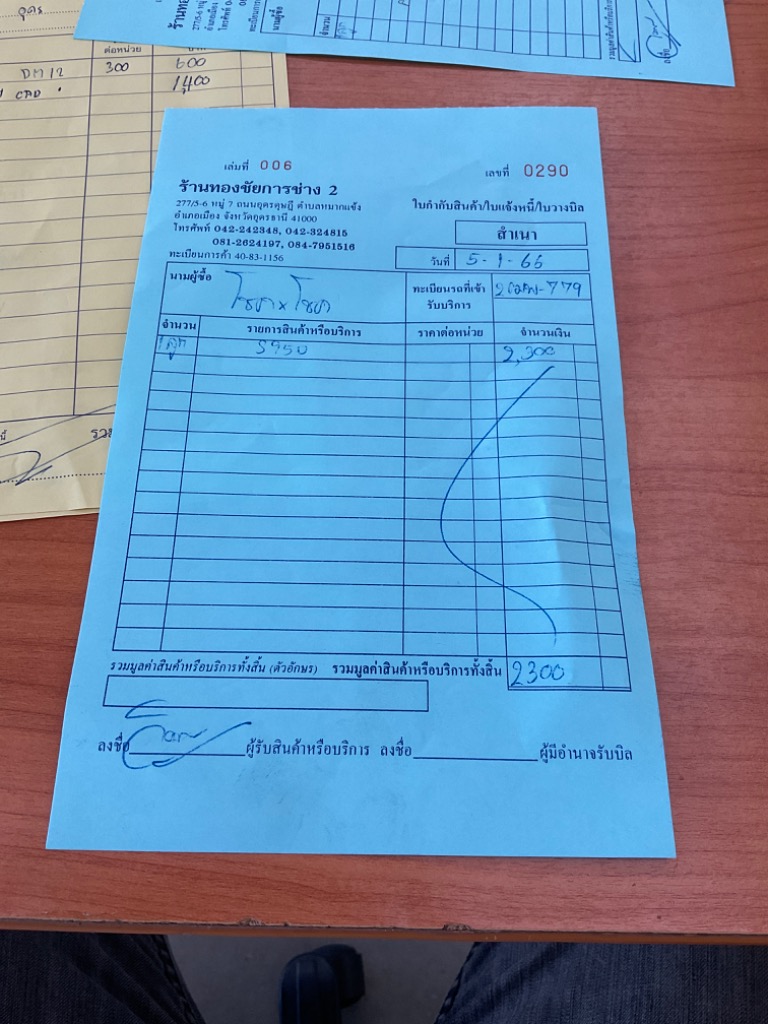 อุดร
ต่อหน่วย
DM12 300 600
CAD 1,400
เล่มที่ 006
เลขที่ 0290
ร้านทองชัยการช่าง 2
277/5-6 หมู่ 7 ถนนอุดรดุษฎี ตำบลหมากแข้ง
อำเภอเมือง จังหวัดอุดรธานี 41000
โทรศัพท์ 042-242348, 042-324815
081-2624197, 084-7951516
ทะเบียนการค้า 40-83-1156
ใบกำกับสินค้า/ใบแจ้งหนี้/ใบวางบิล
สำเนา
วันที่ 5-1-66
นามผู้ซื้อ
ทะเบียนรถที่เข้า
รับบริการ
779
จำนวน รายการสินค้าหรือบริการ ราคาต่อหน่วย จำนวนเงิน
2,300
รวมมูลค่าสินค้าหรือบริการทั้งสิ้น (ตัวอักษร) รวมมูลค่าสินค้าหรือบริการทั้งสิ้น 2300
ลงชื่อ ผู้รับสินค้าหรือบริการ ลงชื่อ ผู้มีอำนาจรับบิล